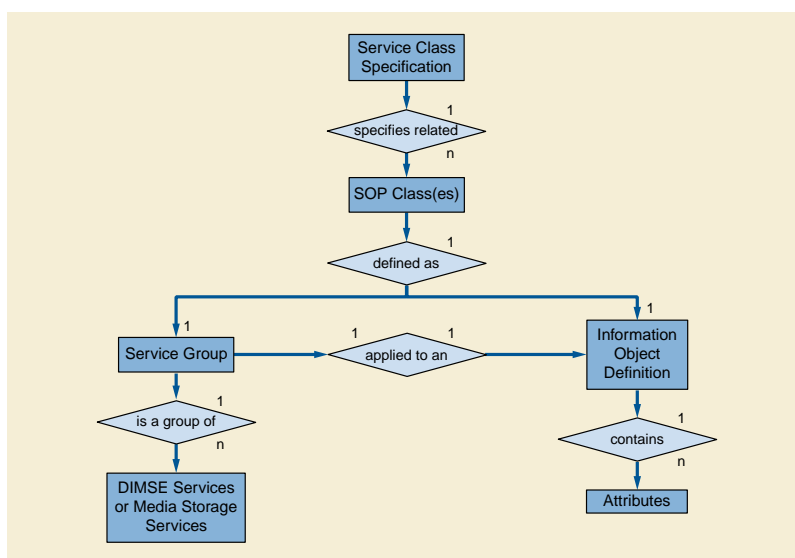 Service Class
Specification
1
specifies related
n
SOP Class(es)
1
defined as
1
1
Service Group
1
1
applied to an
Information
Object
Definition
1
is a group of
n
1
contains
n
DIMSE Services
or Media Storage
Services
Attributes